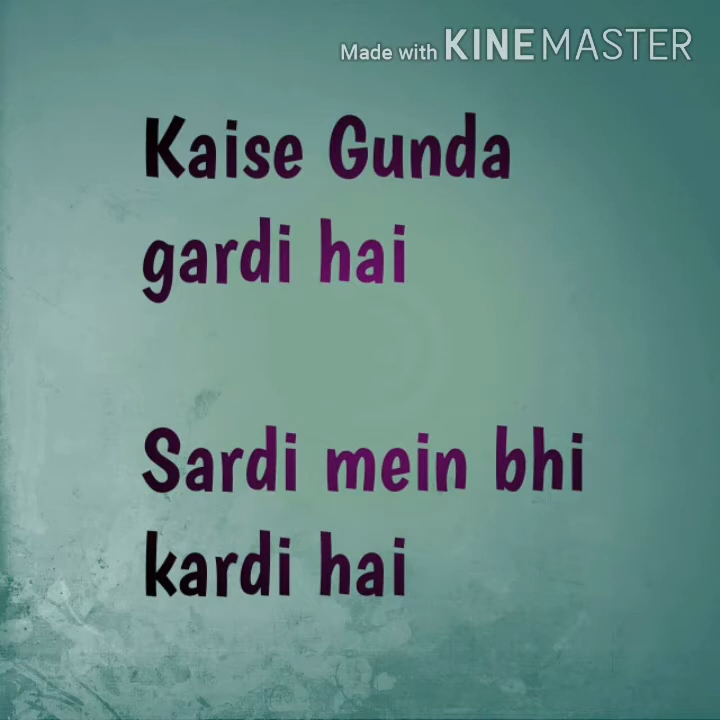 Made with KINEMASTER
Kaise Gunda
gardi hai
Sardi mein bhi
kardi hai